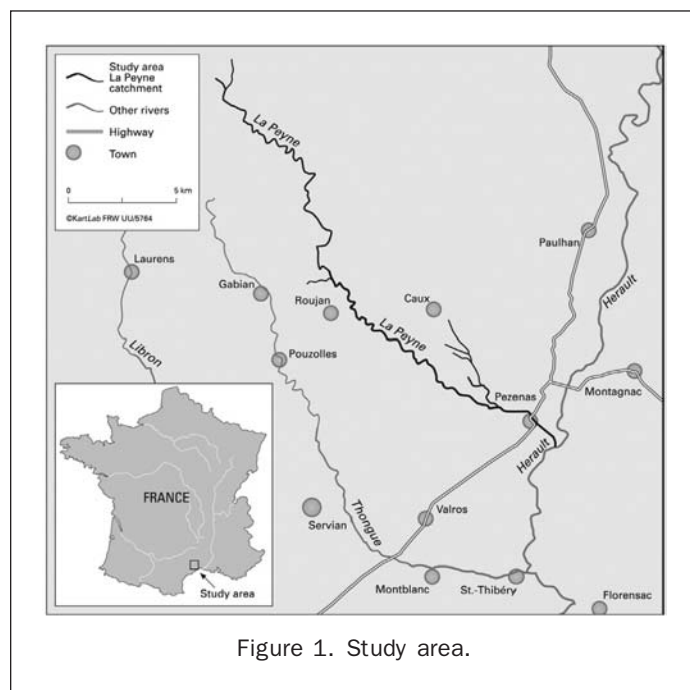 Study area
La Peyne
catchment
Other rivers
Highway
Town
0 5 km
©KartLab FRW UU/5764
La Peyne
Paulhan
Laurens
Gabian
Roujan
Caux
Herault
La Peyne
Libron
Pouzolles
Pezenas
Montagnac
Herault
FRANCE
Servian
Thongue
Valros
Study area
Montblanc
St.-Thibéry
Florensac
Figure 1. Study area.